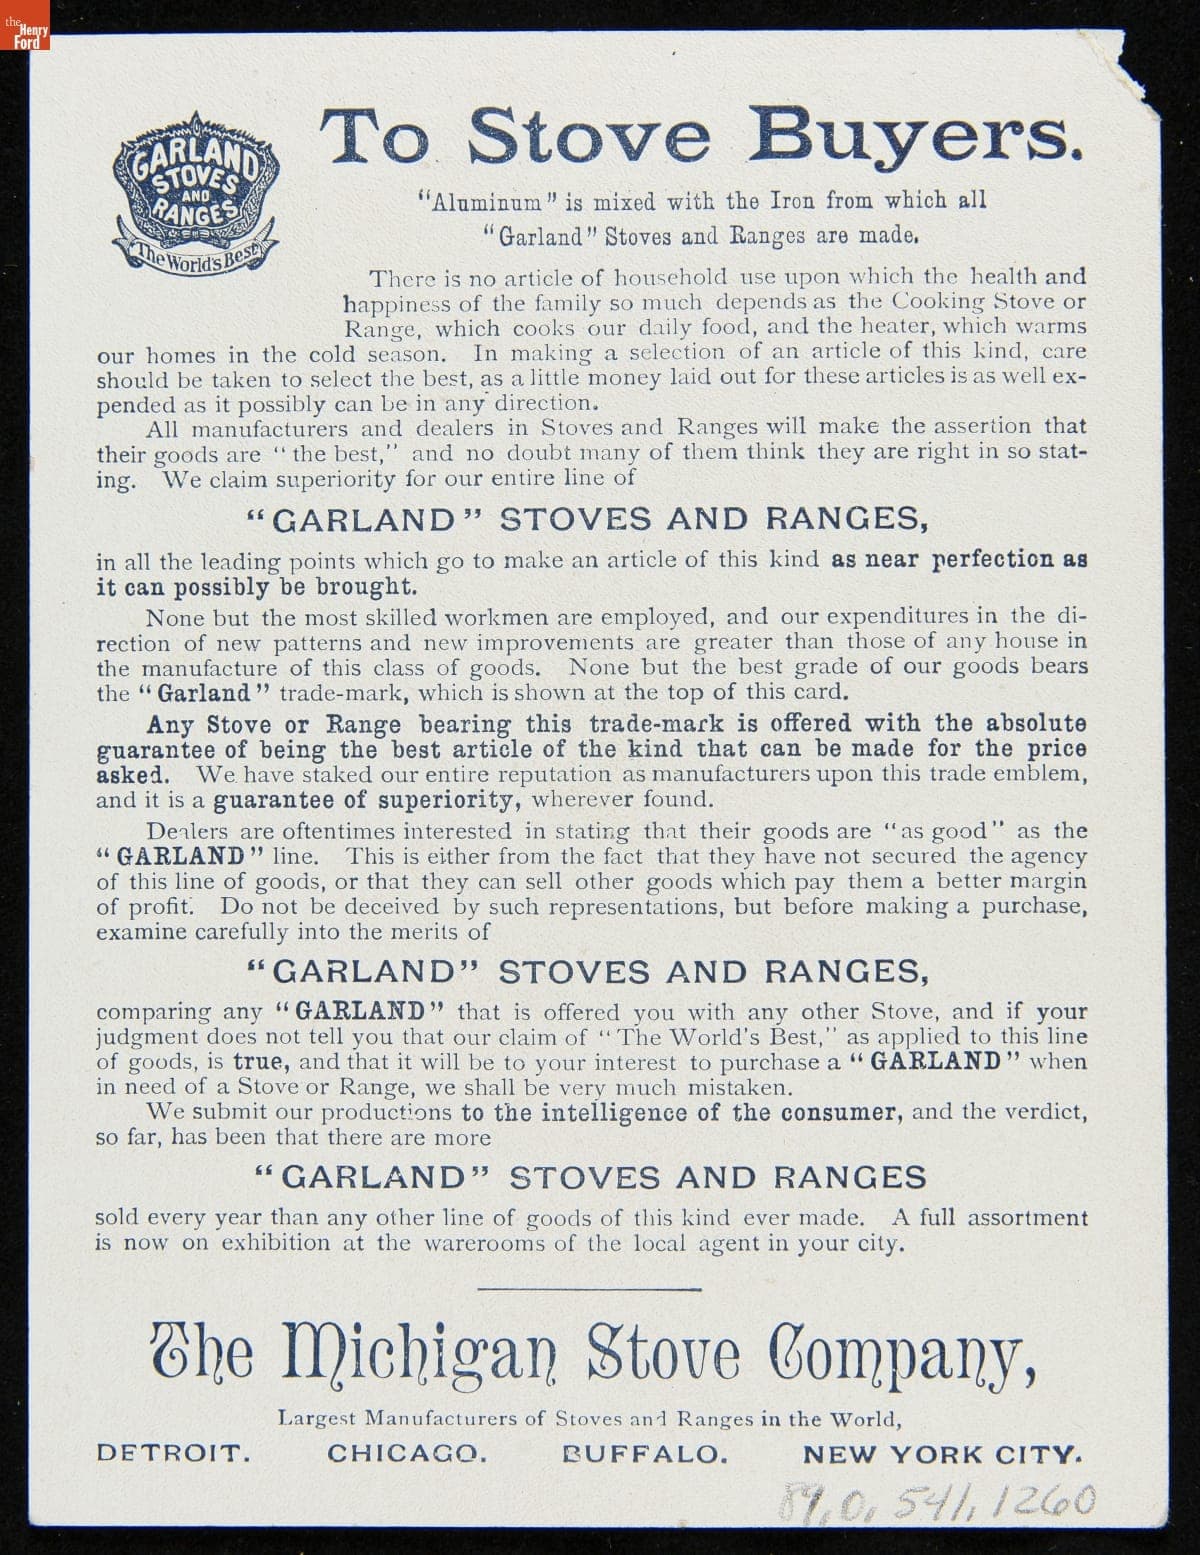 the
Henry
Ford
GARLAND
STOVES
AND
RANGES
The World's Best
To Stove Buyers.
"Aluminum" is mixed with the Iron from which all
"Garland" Stoves and Ranges are made.
There is no article of household use upon which the health and
happiness of the family so much depends as the Cooking Stove or
Range, which cooks our daily food, and the heater, which warms
our homes in the cold season. In making a selection of an article of this kind, care
should be taken to select the best, as a little money laid out for these articles is as well ex-
pended as it possibly can be in any direction.
All manufacturers and dealers in Stoves and Ranges will make the assertion that
their goods are "the best," and no doubt many of them think they are right in so stat-
ing. We claim superiority for our entire line of
"GARLAND" STOVES AND RANGES,
in all the leading points which go to make an article of this kind as near perfection as
it can possibly be brought.
None but the most skilled workmen are employed, and our expenditures in the di-
rection of new patterns and new improvements are greater than those of any house in
the manufacture of this class of goods. None but the best grade of our goods bears
the "Garland" trade-mark, which is shown at the top of this card.
Any Stove or Range bearing this trade-mark is offered with the absolute
guarantee of being the best article of the kind that can be made for the price
asked. We have staked our entire reputation as manufacturers upon this trade emblem,
and it is a guarantee of superiority, wherever found.
Dealers are oftentimes interested in stating that their goods are "as good" as the
"GARLAND" line. This is either from the fact that they have not secured the agency
of this line of goods, or that they can sell other goods which pay them a better margin
of profit. Do not be deceived by such representations, but before making a purchase,
examine carefully into the merits of
"GARLAND" STOVES AND RANGES,
comparing any "GARLAND" that is offered you with any other Stove, and if your
judgment does not tell you that our claim of "The World's Best," as applied to this line
of goods, is true, and that it will be to your interest to purchase a "GARLAND" when
in need of a Stove or Range, we shall be very much mistaken.
We submit our productions to the intelligence of the consumer, and the verdict,
so far, has been that there are more
"GARLAND" STOVES AND RANGES
sold every year than any other line of goods of this kind ever made. A full assortment
is now on exhibition at the warerooms of the local agent in your city.
The Michigan Stove Company,
Largest Manufacturers of Stoves and Ranges in the World,
DETROIT. CHICAGO. BUFFALO. NEW YORK CITY.
89.0.541.1260